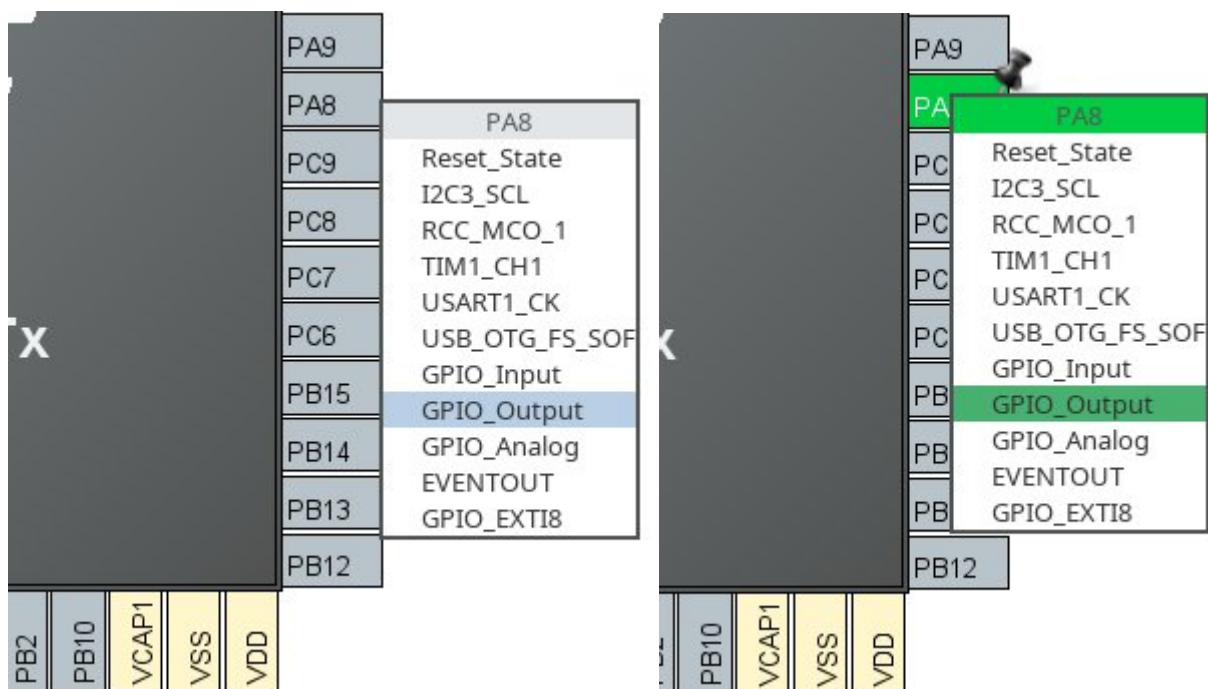 PA9
PA8
PC9
PC8
PC7
PC6
PB15
PB14
PB13
PB12
x
PB2
PB10
VCAP1
VSS
VDD
PA8
Reset_State
I2C3_SCL
RCC_MCO_1
TIM1_CH1
USART1_CK
USB_OTG_FS_SOF
GPIO_Input
GPIO_Output
GPIO_Analog
EVENTOUT
GPIO_EXTI8
PA9
PA
PC
PC
PC
PC
PB
PB
PB
PB12
x
PB10
VCAP1
VSS
VDD
PA8
Reset_State
I2C3_SCL
RCC_MCO_1
TIM1_CH1
USART1_CK
USB_OTG_FS_SOF
GPIO_Input
GPIO_Output
GPIO_Analog
EVENTOUT
GPIO_EXTI8